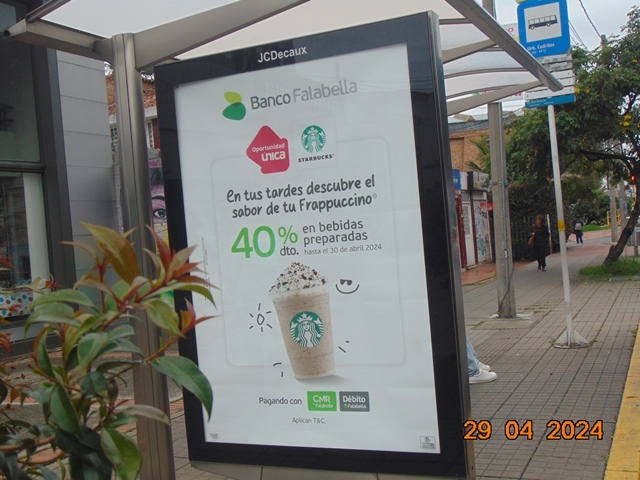 JCDecaux
Banco Falabella
Oportunidad
única
STARBUCKS®
En tus tardes descubre el
sabor de tu Frappuccino®
40% dto.
en bebidas
preparadas
hasta el 30 de abril 2024
Pagando con
CMR
Falabella
Débito
Falabella
Aplican T&C.
29 04 2024